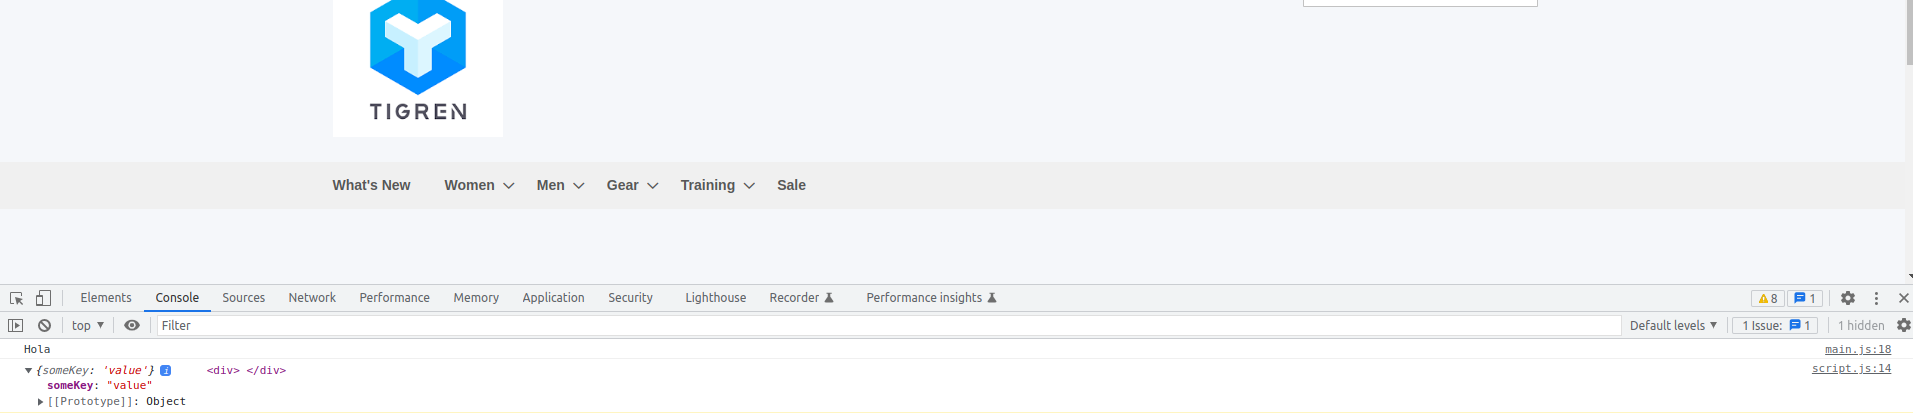 TIGREN
What's New Women Men Gear Training Sale
Elements Console Sources Network Performance Memory Application Security Lighthouse Recorder Performance insights 8 1
top Filter Default levels 1 Issue: 1 1 hidden
Hola main.js:18
{someKey: 'value'} i <div> </div> script.js:14
someKey: "value"
[[Prototype]]: Object